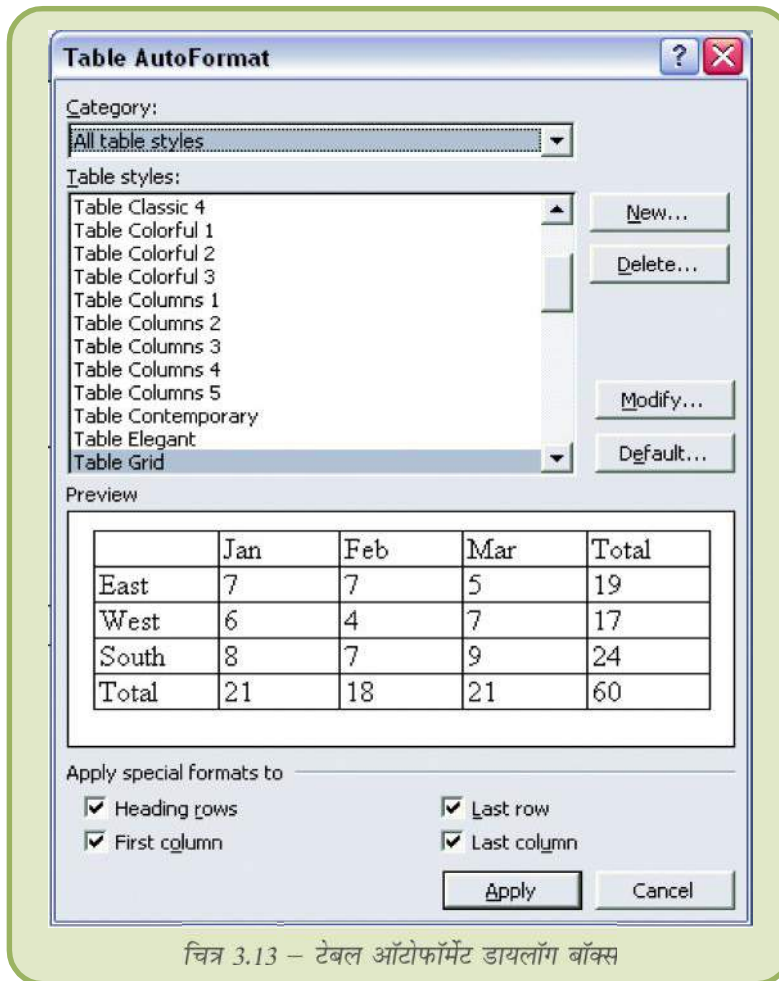 Table AutoFormat
Category:
All table styles
Table styles:
Table Classic 4
Table Colorful 1
Table Colorful 2
Table Colorful 3
Table Columns 1
Table Columns 2
Table Columns 3
Table Columns 4
Table Columns 5
Table Contemporary
Table Elegant
Table Grid
New...
Delete...
Modify...
Default...
Preview
Jan Feb Mar Total
East 7 7 5 19
West 6 4 7 17
South 8 7 9 24
Total 21 18 21 60
Apply special formats to
Heading rows Last row
First column Last column
Apply Cancel
चित्र 3.13 – टेबल ऑटोफॉर्मेट डायलॉग बॉक्स